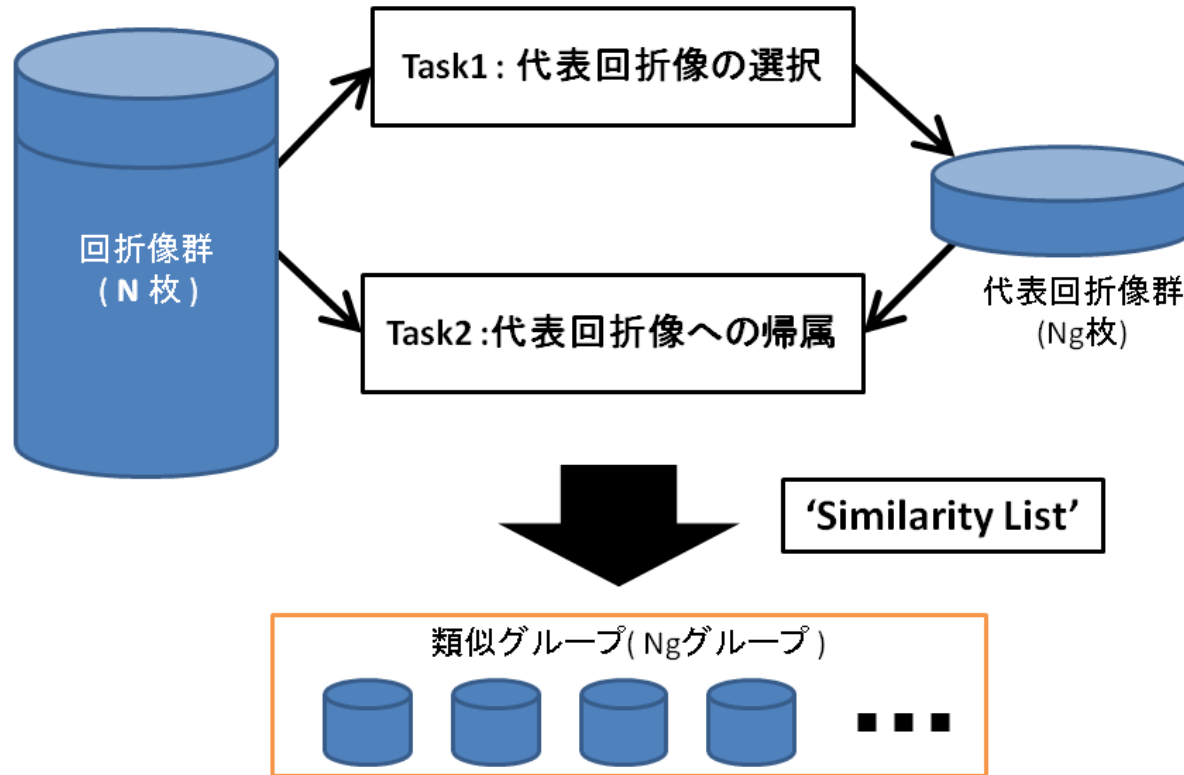 Task1 : 代表回折像の選択
回折像群
( N 枚 )
代表回折像群
(Ng枚)
Task2 :代表回折像への帰属
‘Similarity List’
類似グループ( Ngグループ )